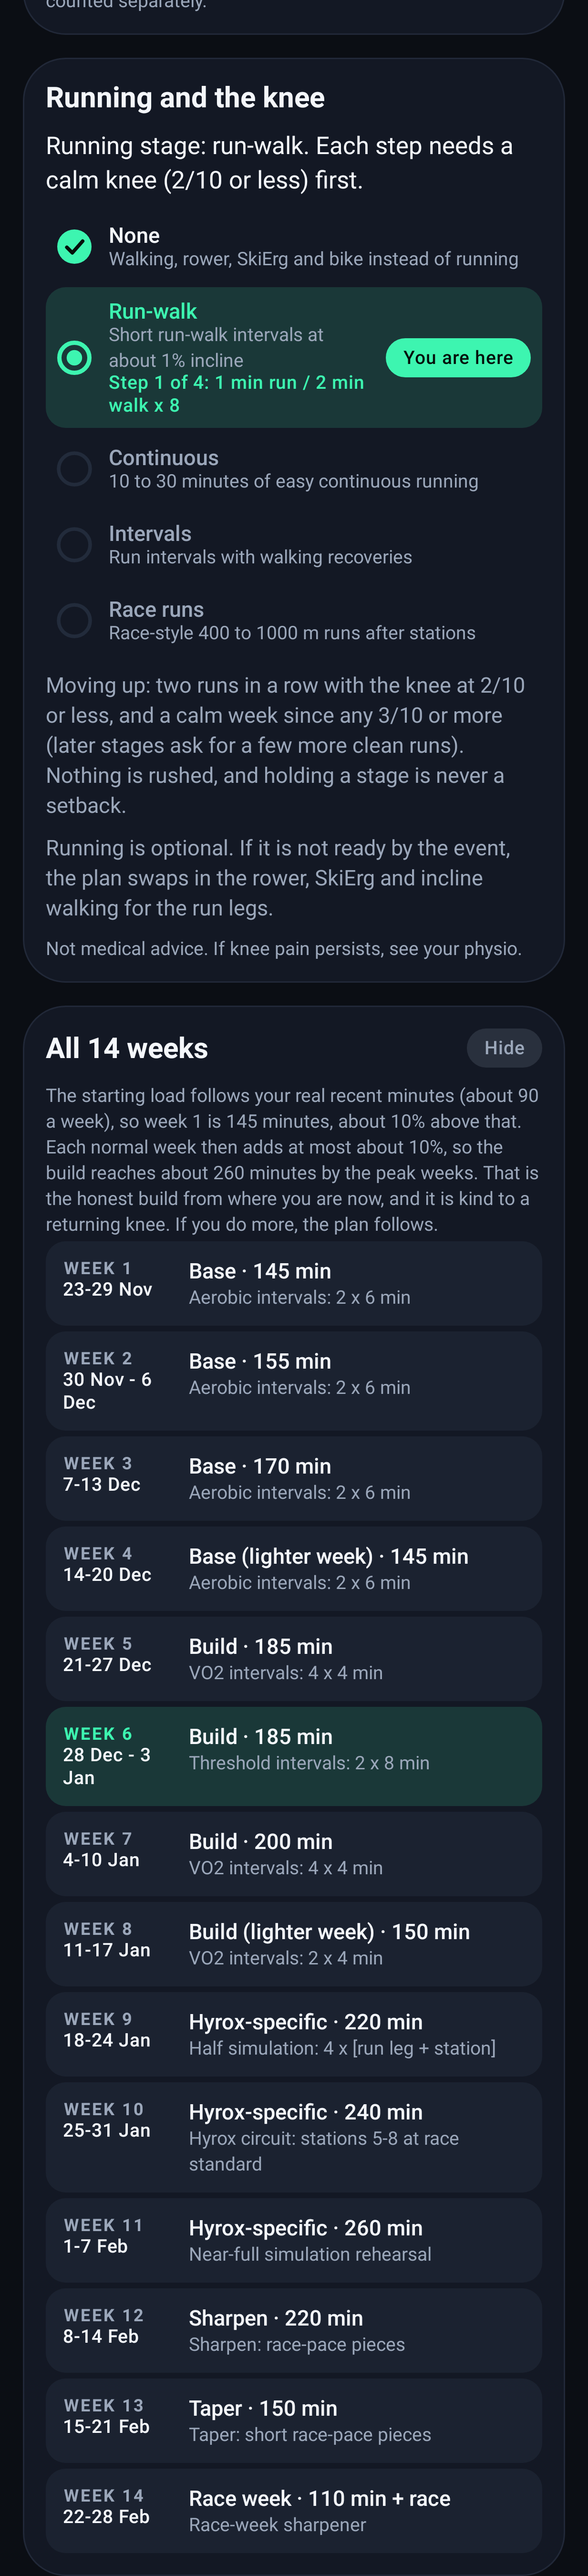 counted separately.
Running and the knee
Running stage: run-walk. Each step needs a
calm knee (2/10 or less) first.
None
Walking, rower, SkiErg and bike instead of running
Run-walk
Short run-walk intervals at
about 1% incline
Step 1 of 4: 1 min run / 2 min
walk x 8
You are here
Continuous
10 to 30 minutes of easy continuous running
Intervals
Run intervals with walking recoveries
Race runs
Race-style 400 to 1000 m runs after stations
Moving up: two runs in a row with the knee at 2/10
or less, and a calm week since any 3/10 or more
(later stages ask for a few more clean runs).
Nothing is rushed, and holding a stage is never a
setback.
Running is optional. If it is not ready by the event,
the plan swaps in the rower, SkiErg and incline
walking for the run legs.
Not medical advice. If knee pain persists, see your physio.
All 14 weeks
Hide
The starting load follows your real recent minutes (about 90
a week), so week 1 is 145 minutes, about 10% above that.
Each normal week then adds at most about 10%, so the
build reaches about 260 minutes by the peak weeks. That is
the honest build from where you are now, and it is kind to a
returning knee. If you do more, the plan follows.
WEEK 1
23-29 Nov
Base · 145 min
Aerobic intervals: 2 x 6 min
WEEK 2
30 Nov - 6
Dec
Base · 155 min
Aerobic intervals: 2 x 6 min
WEEK 3
7-13 Dec
Base · 170 min
Aerobic intervals: 2 x 6 min
WEEK 4
14-20 Dec
Base (lighter week) · 145 min
Aerobic intervals: 2 x 6 min
WEEK 5
21-27 Dec
Build · 185 min
VO2 intervals: 4 x 4 min
WEEK 6
28 Dec - 3
Jan
Build · 185 min
Threshold intervals: 2 x 8 min
WEEK 7
4-10 Jan
Build · 200 min
VO2 intervals: 4 x 4 min
WEEK 8
11-17 Jan
Build (lighter week) · 150 min
VO2 intervals: 2 x 4 min
WEEK 9
18-24 Jan
Hyrox-specific · 220 min
Half simulation: 4 x [run leg + station]
WEEK 10
25-31 Jan
Hyrox-specific · 240 min
Hyrox circuit: stations 5-8 at race
standard
WEEK 11
1-7 Feb
Hyrox-specific · 260 min
Near-full simulation rehearsal
WEEK 12
8-14 Feb
Sharpen · 220 min
Sharpen: race-pace pieces
WEEK 13
15-21 Feb
Taper · 150 min
Taper: short race-pace pieces
WEEK 14
22-28 Feb
Race week · 110 min + race
Race-week sharpener